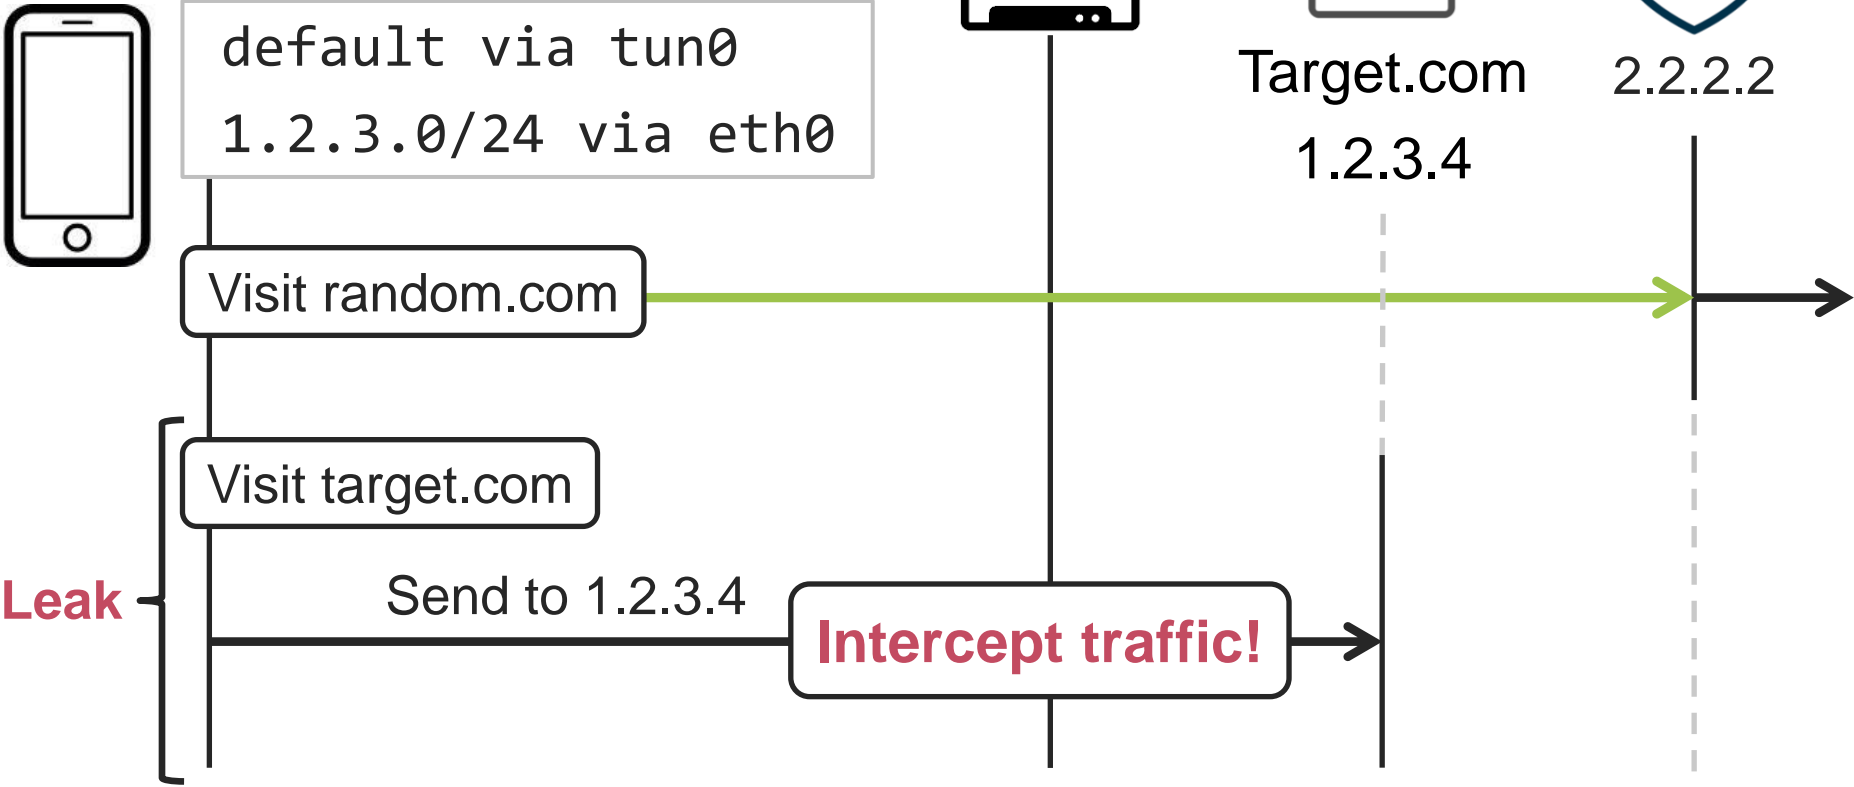 default via tun0
1.2.3.0/24 via eth0
Target.com
1.2.3.4
2.2.2.2
Visit random.com
Visit target.com
Leak
Send to 1.2.3.4
Intercept traffic!